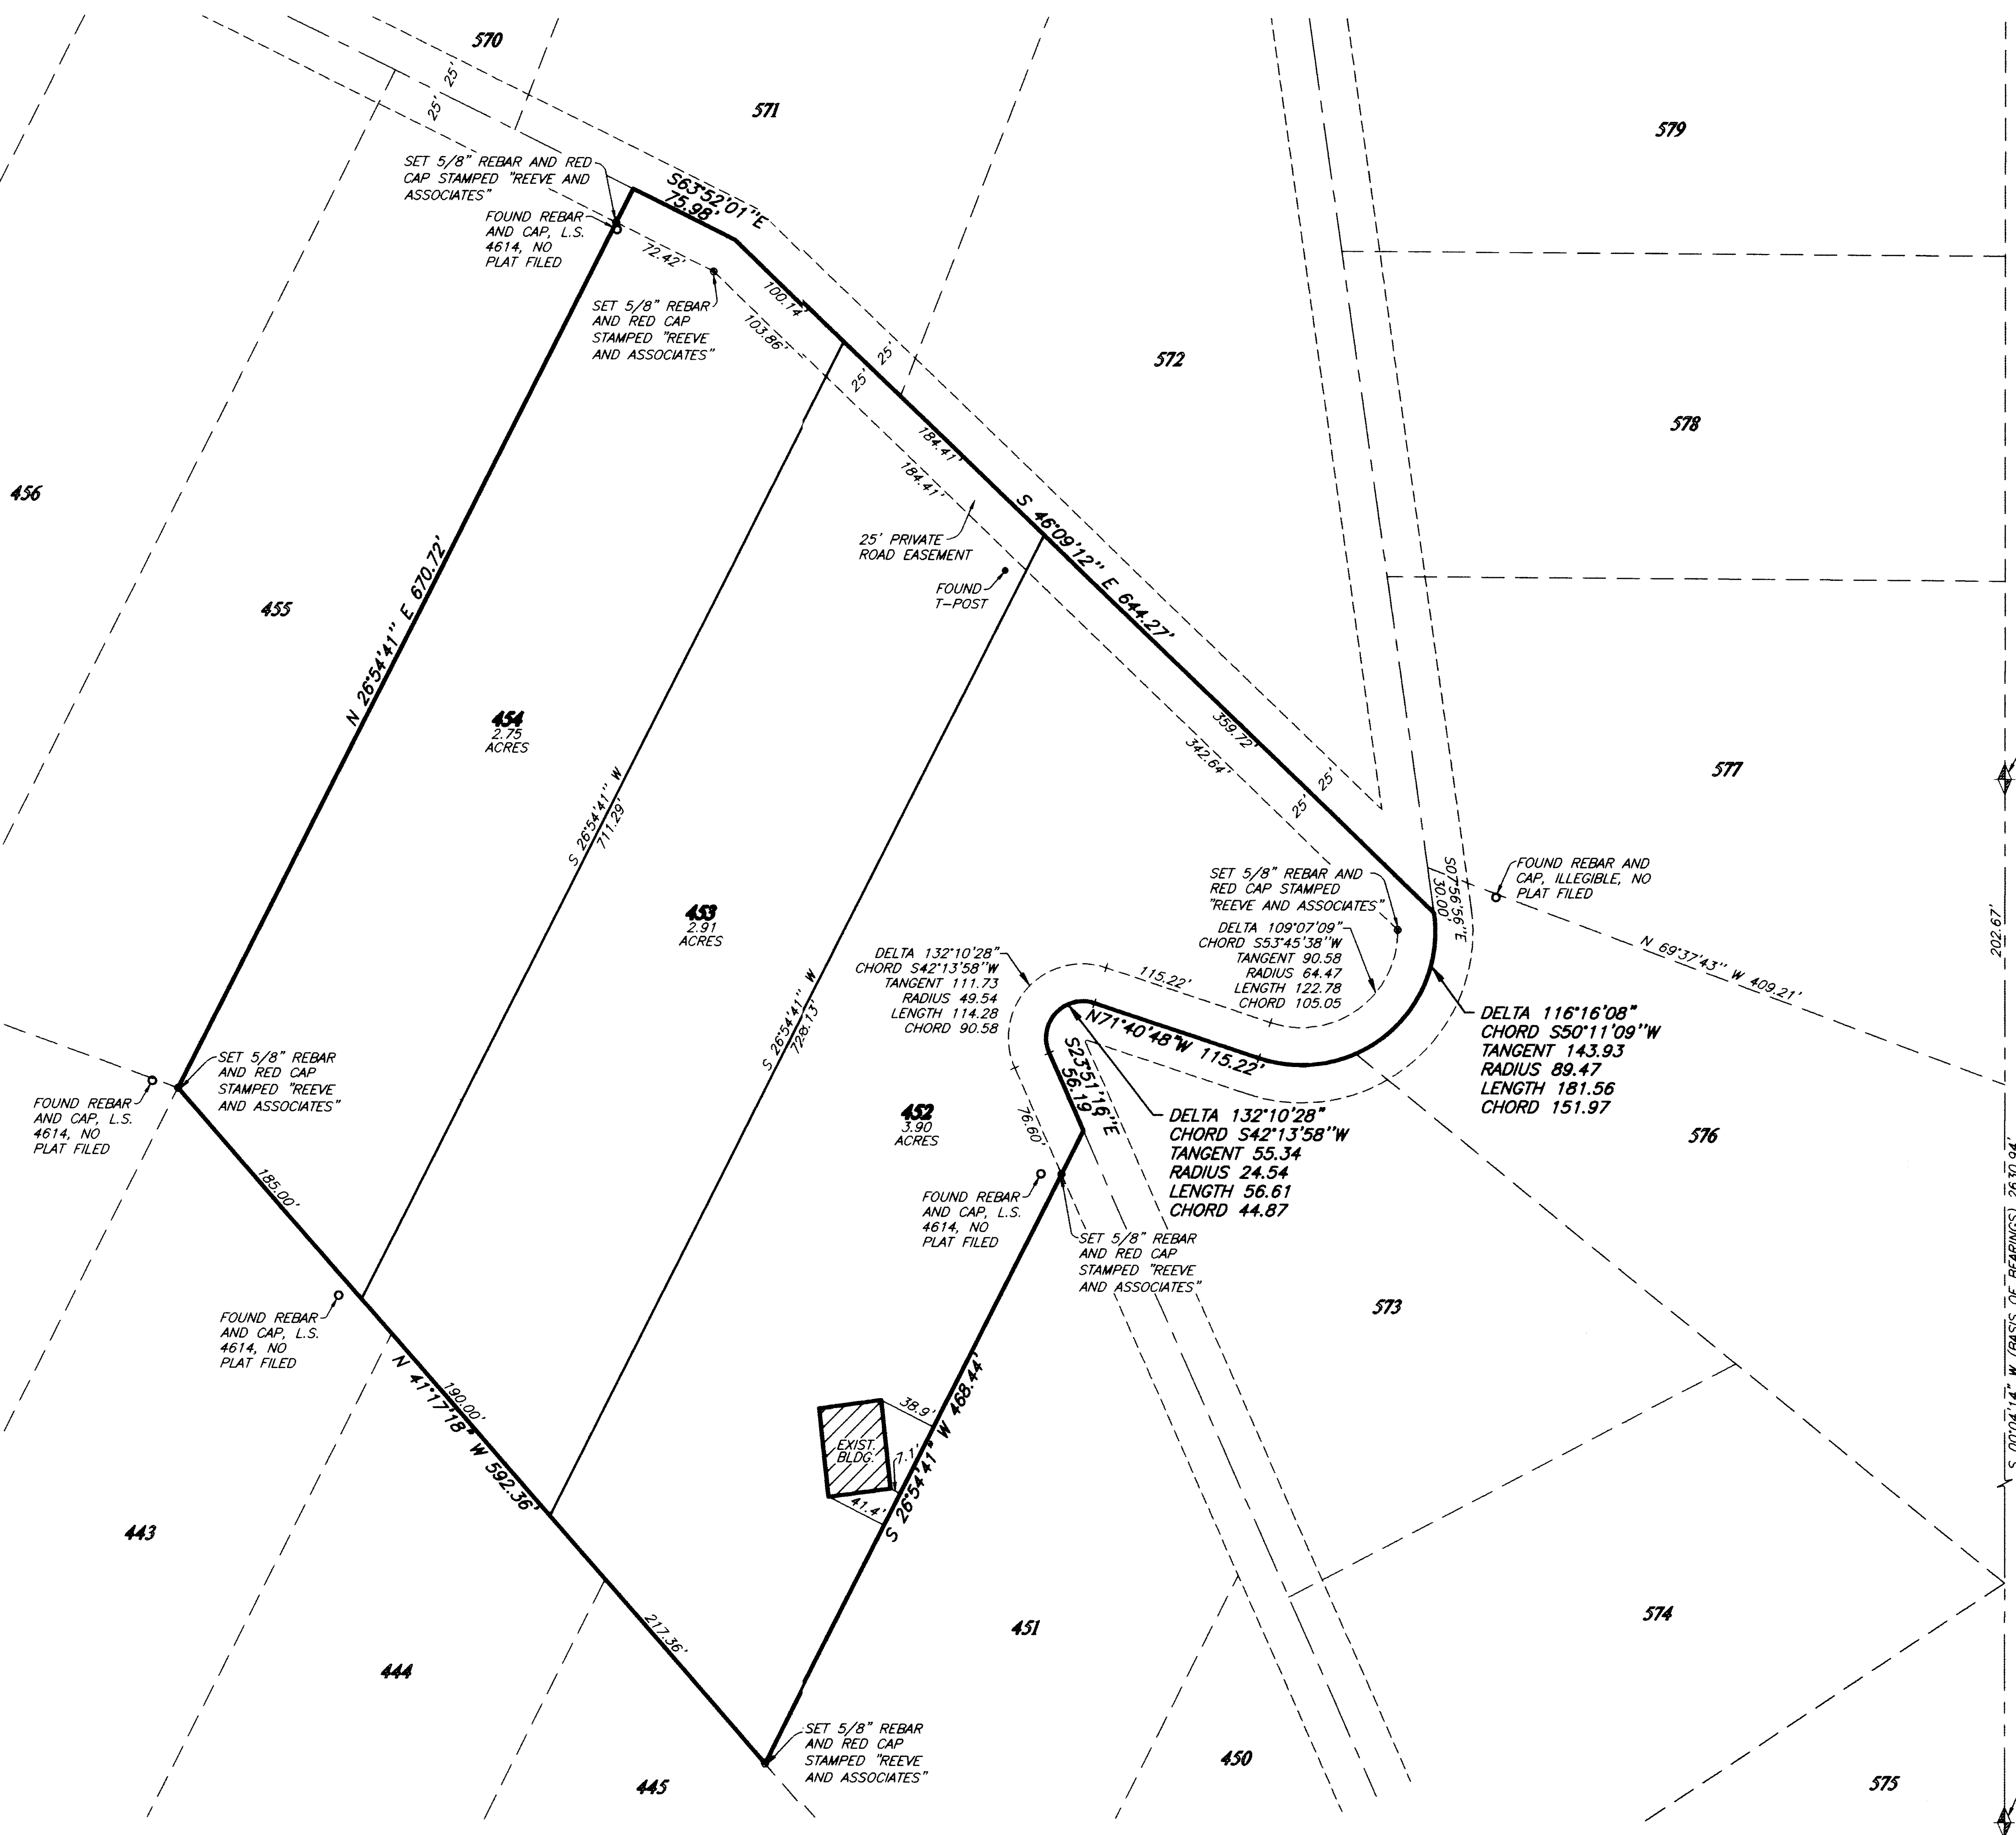 570
25'
25'
571
579
SET 5/8" REBAR AND RED
CAP STAMPED "REEVE AND
ASSOCIATES"
S63°52'01"E
75.98'
FOUND REBAR
AND CAP, L.S.
4614, NO
PLAT FILED
72.42'
SET 5/8" REBAR
AND RED CAP
STAMPED "REEVE
AND ASSOCIATES"
100.14'
103.86'
25'
25'
572
578
184.41'
184.41'
456
25' PRIVATE
ROAD EASEMENT
S 46°09'12" E 644.27'
FOUND
T-POST
455
N 26°54'41" E 670.72'
454
2.75
ACRES
359.72'
342.64'
25'
25'
577
S 26°54'41" W
711.29'
SET 5/8" REBAR AND
RED CAP STAMPED
"REEVE AND ASSOCIATES"
S07°56'56"E
30.00'
FOUND REBAR AND
CAP, ILLEGIBLE, NO
PLAT FILED
202.67'
453
2.91
ACRES
DELTA 109°07'09"
CHORD S53°45'38"W
TANGENT 90.58
RADIUS 64.47
LENGTH 122.78
CHORD 105.05
N 69°37'43" W 409.21'
DELTA 132°10'28"
CHORD S42°13'58"W
TANGENT 111.73
RADIUS 49.54
LENGTH 114.28
CHORD 90.58
115.22'
S 26°54'41" W
728.13'
N71°40'48"W 115.22'
DELTA 116°16'08"
CHORD S50°11'09"W
TANGENT 143.93
RADIUS 89.47
LENGTH 181.56
CHORD 151.97
S23°51'16"E
56.19'
SET 5/8" REBAR
AND RED CAP
STAMPED "REEVE
AND ASSOCIATES"
FOUND REBAR
AND CAP, L.S.
4614, NO
PLAT FILED
452
3.90
ACRES
76.60'
DELTA 132°10'28"
CHORD S42°13'58"W
TANGENT 55.34
RADIUS 24.54
LENGTH 56.61
CHORD 44.87
576
185.00'
FOUND REBAR
AND CAP, L.S.
4614, NO
PLAT FILED
SET 5/8" REBAR
AND RED CAP
STAMPED "REEVE
AND ASSOCIATES"
S 00°04'14" W (BASIS OF BEARINGS) 2630.94'
FOUND REBAR
AND CAP, L.S.
4614, NO
PLAT FILED
573
190.00'
N 41°17'18" W 592.36'
38.9'
EXIST.
BLDG.
7.1'
41.4'
S 26°54'41" W 468.44'
443
217.36'
451
574
444
SET 5/8" REBAR
AND RED CAP
STAMPED "REEVE
AND ASSOCIATES"
450
445
575